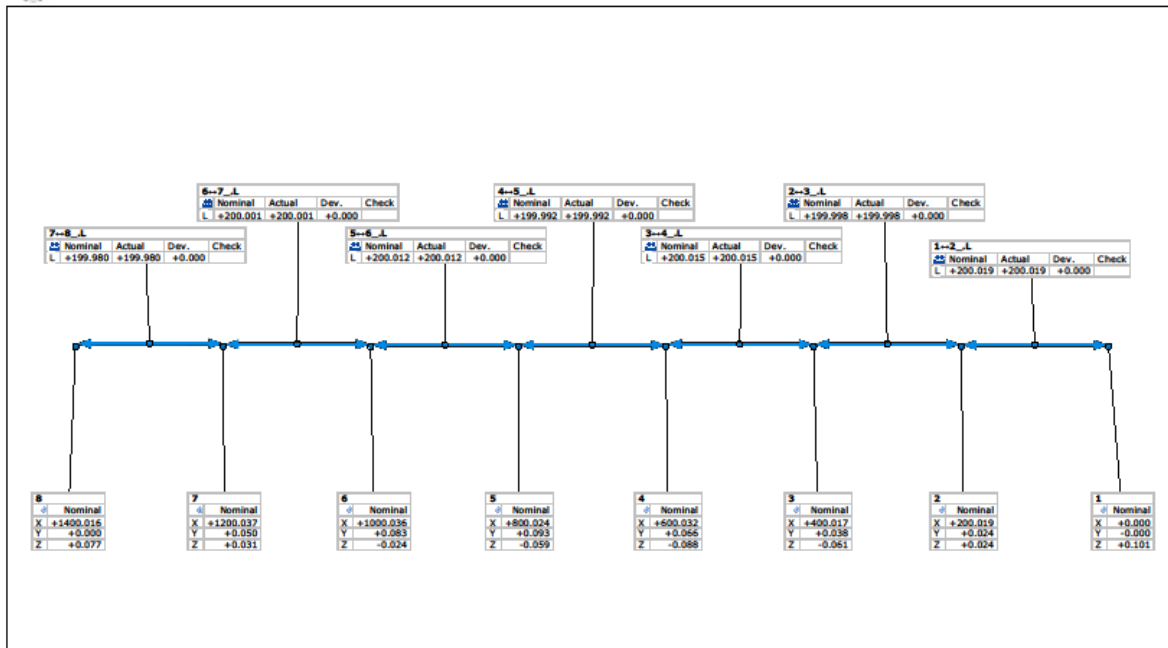 6↔7_.L
Nominal Actual Dev. Check
L +200.001 +200.001 +0.000
4↔5_.L
Nominal Actual Dev. Check
L +199.992 +199.992 +0.000
2↔3_.L
Nominal Actual Dev. Check
L +199.998 +199.998 +0.000
7↔8_.L
Nominal Actual Dev. Check
L +199.980 +199.980 +0.000
5↔6_.L
Nominal Actual Dev. Check
L +200.012 +200.012 +0.000
3↔4_.L
Nominal Actual Dev. Check
L +200.015 +200.015 +0.000
1↔2_.L
Nominal Actual Dev. Check
L +200.019 +200.019 +0.000
8
Nominal
X +1400.016
Y +0.000
Z +0.077
7
Nominal
X +1200.037
Y +0.050
Z +0.031
6
Nominal
X +1000.036
Y +0.083
Z -0.024
5
Nominal
X +800.024
Y +0.093
Z -0.059
4
Nominal
X +600.032
Y +0.066
Z -0.088
3
Nominal
X +400.017
Y +0.038
Z -0.061
2
Nominal
X +200.019
Y +0.024
Z +0.024
1
Nominal
X +0.000
Y -0.000
Z +0.101